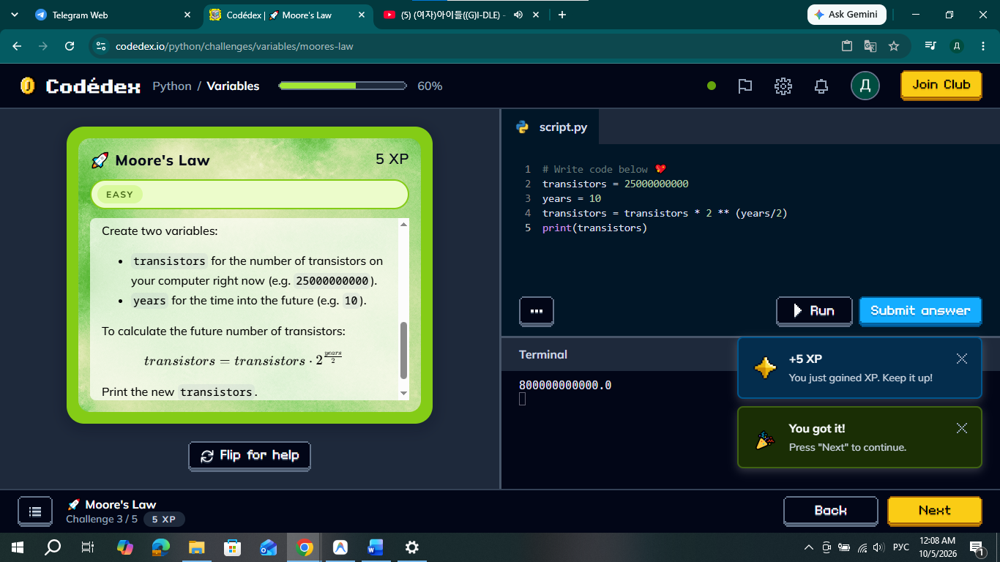 Telegram Web
Codédex | 🚀 Moore's Law
(5) (여자)아이들((G)I-DLE) -
Ask Gemini
codedex.io/python/challenges/variables/moores-law
Д
Codédex
Python / Variables
60%
Д
Join Club
🚀 Moore's Law
5 XP
EASY
Create two variables:
• transistors for the number of transistors on
your computer right now (e.g. 25000000000).
• years for the time into the future (e.g. 10).
To calculate the future number of transistors:
transistors = transistors · 2^(years/2)
Print the new transistors.
Flip for help
script.py
1 # Write code below 💖
2 transistors = 25000000000
3 years = 10
4 transistors = transistors * 2 ** (years/2)
5 print(transistors)
Run
Submit answer
Terminal
800000000000.0
+5 XP
You just gained XP. Keep it up!
You got it!
Press "Next" to continue.
🚀 Moore's Law
Challenge 3 / 5 5 XP
Back
Next
РУС
12:08 AM
10/5/2026
1